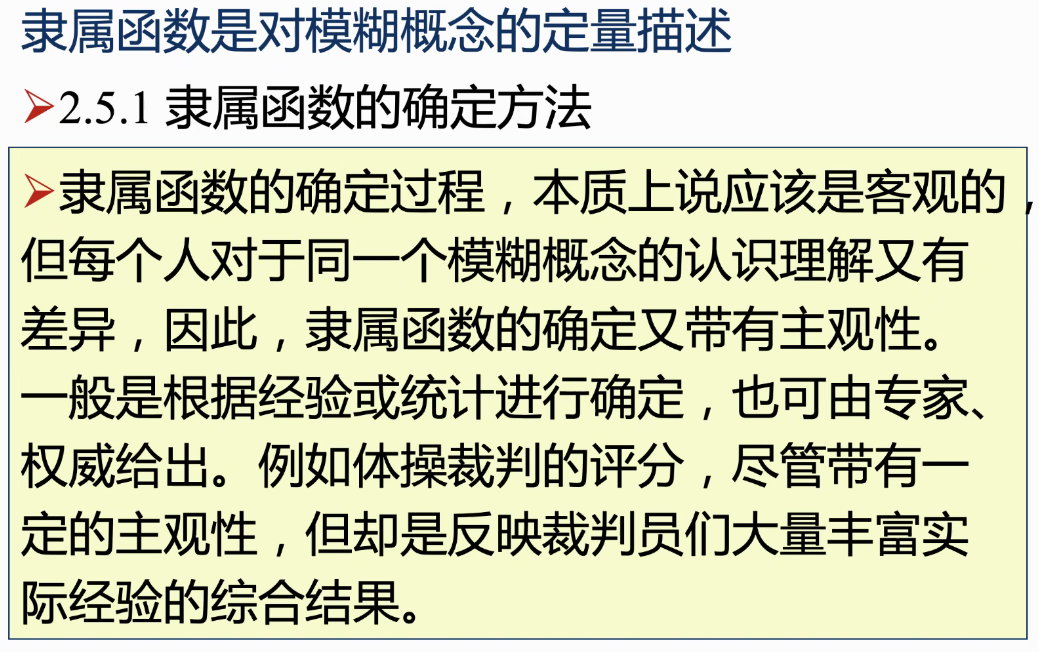 隶属函数是对模糊概念的定量描述
➢2.5.1 隶属函数的确定方法
➢隶属函数的确定过程，本质上说应该是客观的，
但每个人对于同一个模糊概念的认识理解又有
差异，因此，隶属函数的确定又带有主观性。
一般是根据经验或统计进行确定，也可由专家、
权威给出。例如体操裁判的评分，尽管带有一
定的主观性，但却是反映裁判员们大量丰富实
际经验的综合结果。